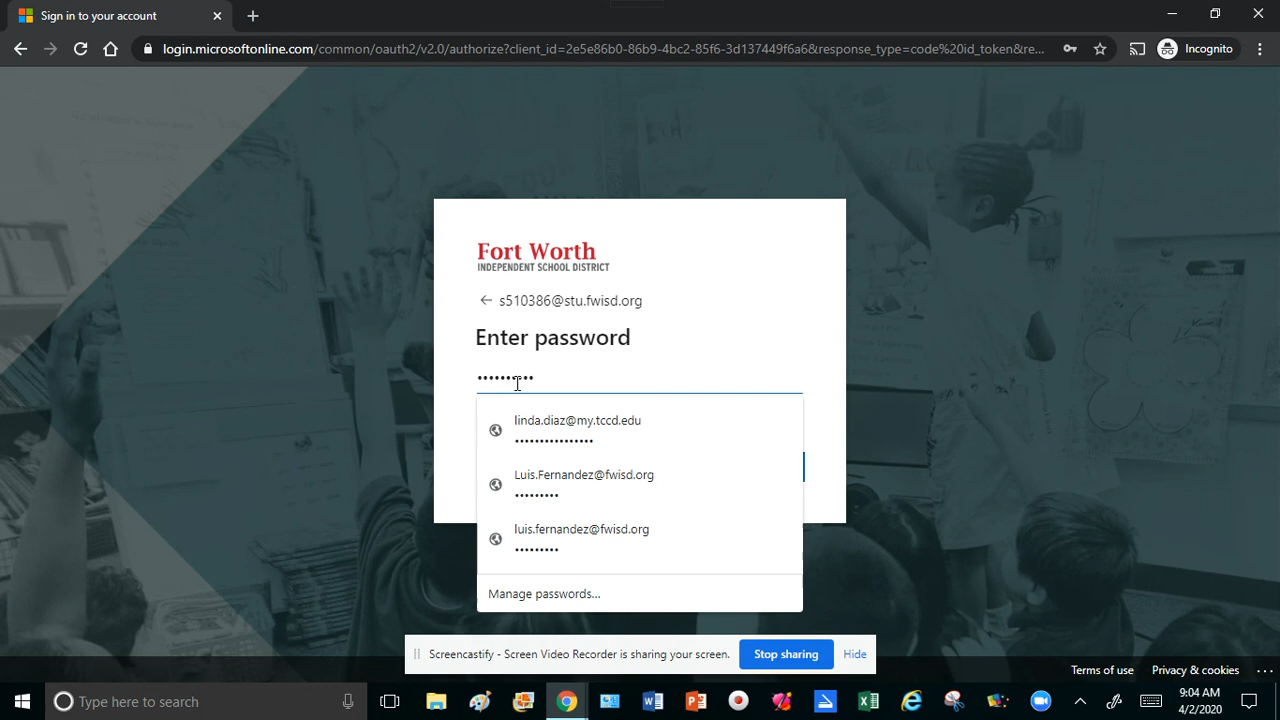 Sign in to your account
login.microsoftonline.com/common/oauth2/v2.0/authorize?client_id=2e5e86b0-86b9-4bc2-85f6-3d137449f6a6&response_type=code%20id_token&re...
Incognito
Fort Worth
INDEPENDENT SCHOOL DISTRICT
s510386@stu.fwisd.org
Enter password
••••••••••
linda.diaz@my.tccd.edu
••••••••••••••••
Luis.Fernandez@fwisd.org
•••••••••
luis.fernandez@fwisd.org
•••••••••
Manage passwords...
Screencastify - Screen Video Recorder is sharing your screen.
Stop sharing
Hide
Terms of use
Privacy & cookies
...
Type here to search
9:04 AM
4/2/2020